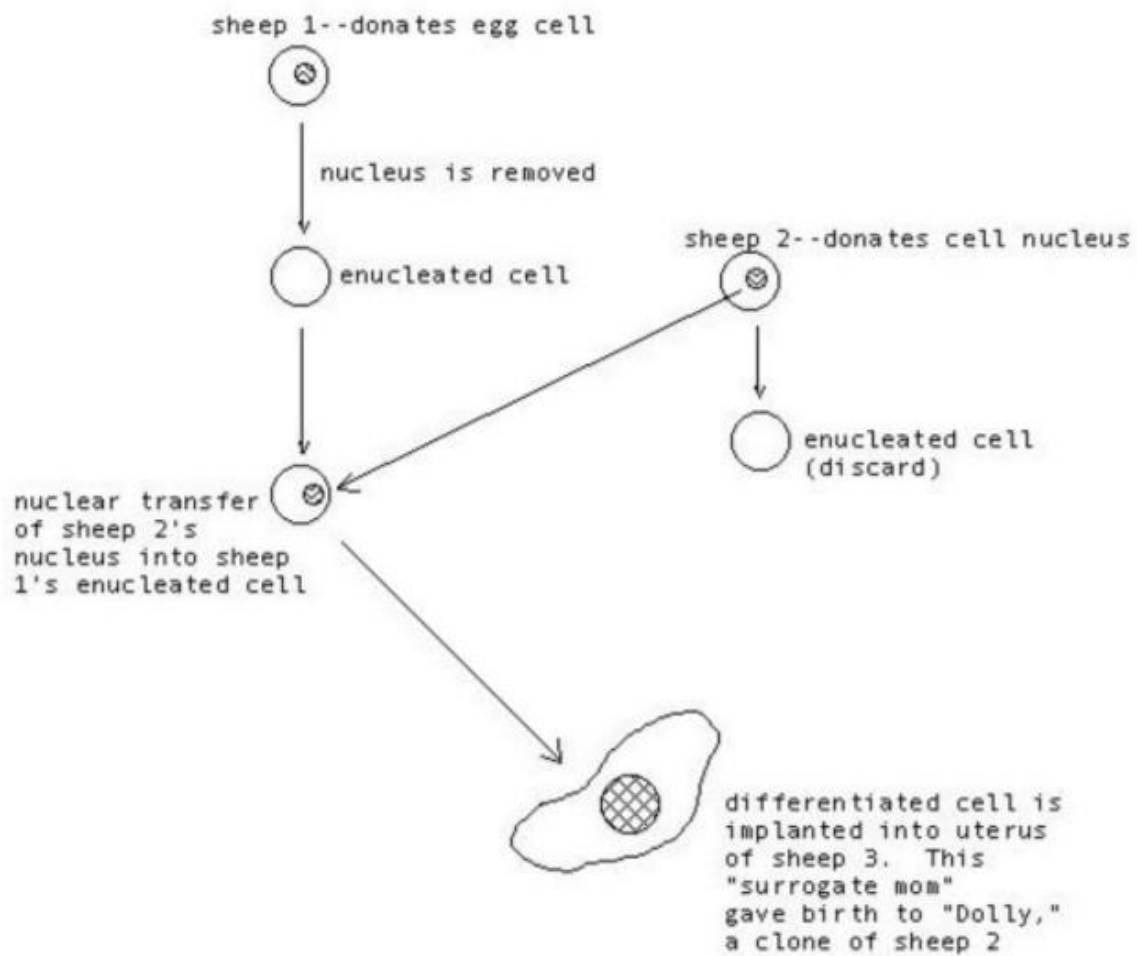 sheep 1--donates egg cell
nucleus is removed
sheep 2--donates cell nucleus
enucleated cell
enucleated cell
(discard)
nuclear transfer
of sheep 2's
nucleus into sheep
1's enucleated cell
differentiated cell is
implanted into uterus
of sheep 3. This
"surrogate mom"
gave birth to "Dolly,"
a clone of sheep 2